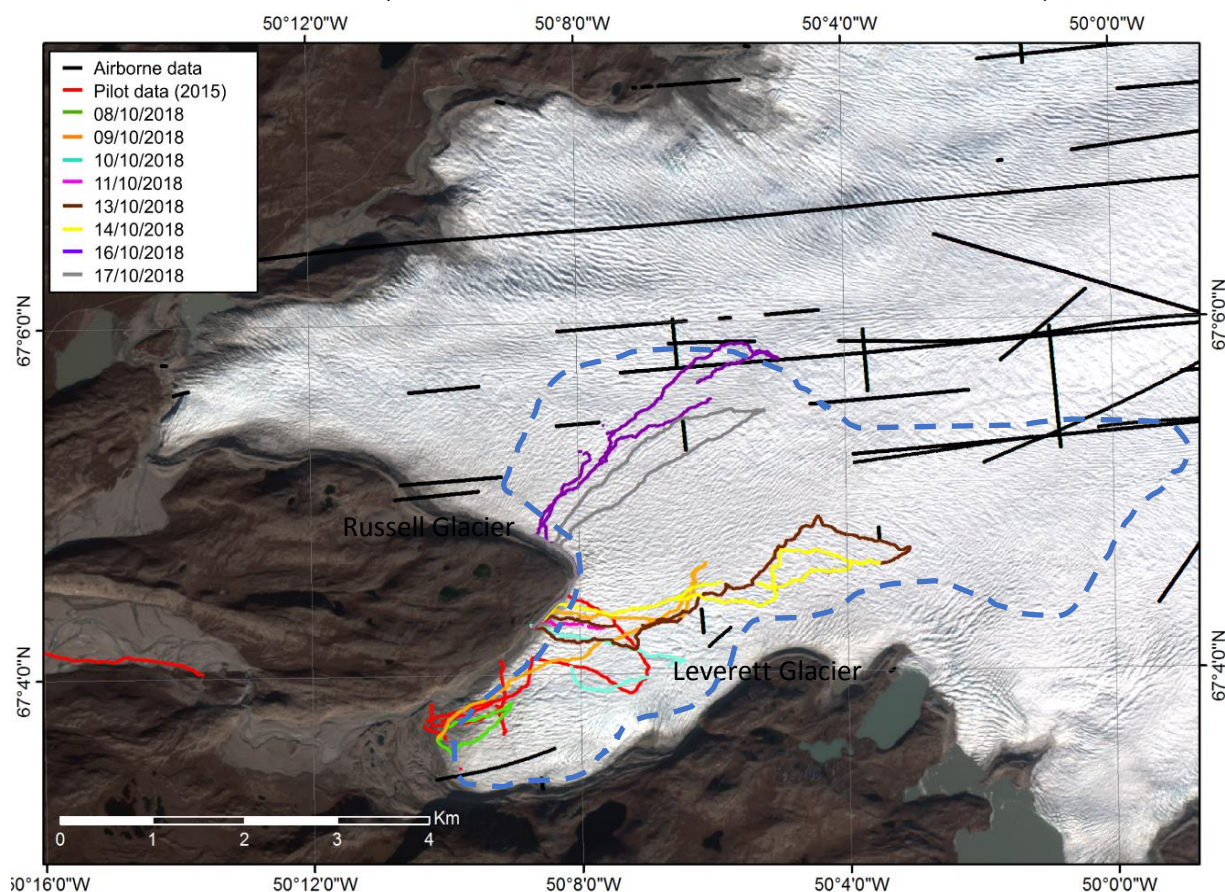 50°12'0"W 50°8'0"W 50°4'0"W 50°0'0"W
Airborne data
Pilot data (2015)
08/10/2018
09/10/2018
10/10/2018
11/10/2018
13/10/2018
14/10/2018
16/10/2018
17/10/2018
67°6'0"N 67°6'0"N
Russell Glacier
Leverett Glacier
67°4'0"N 67°4'0"N
Km
0 1 2 3 4
50°16'0"W 50°12'0"W 50°8'0"W 50°4'0"W 50°0'0"W